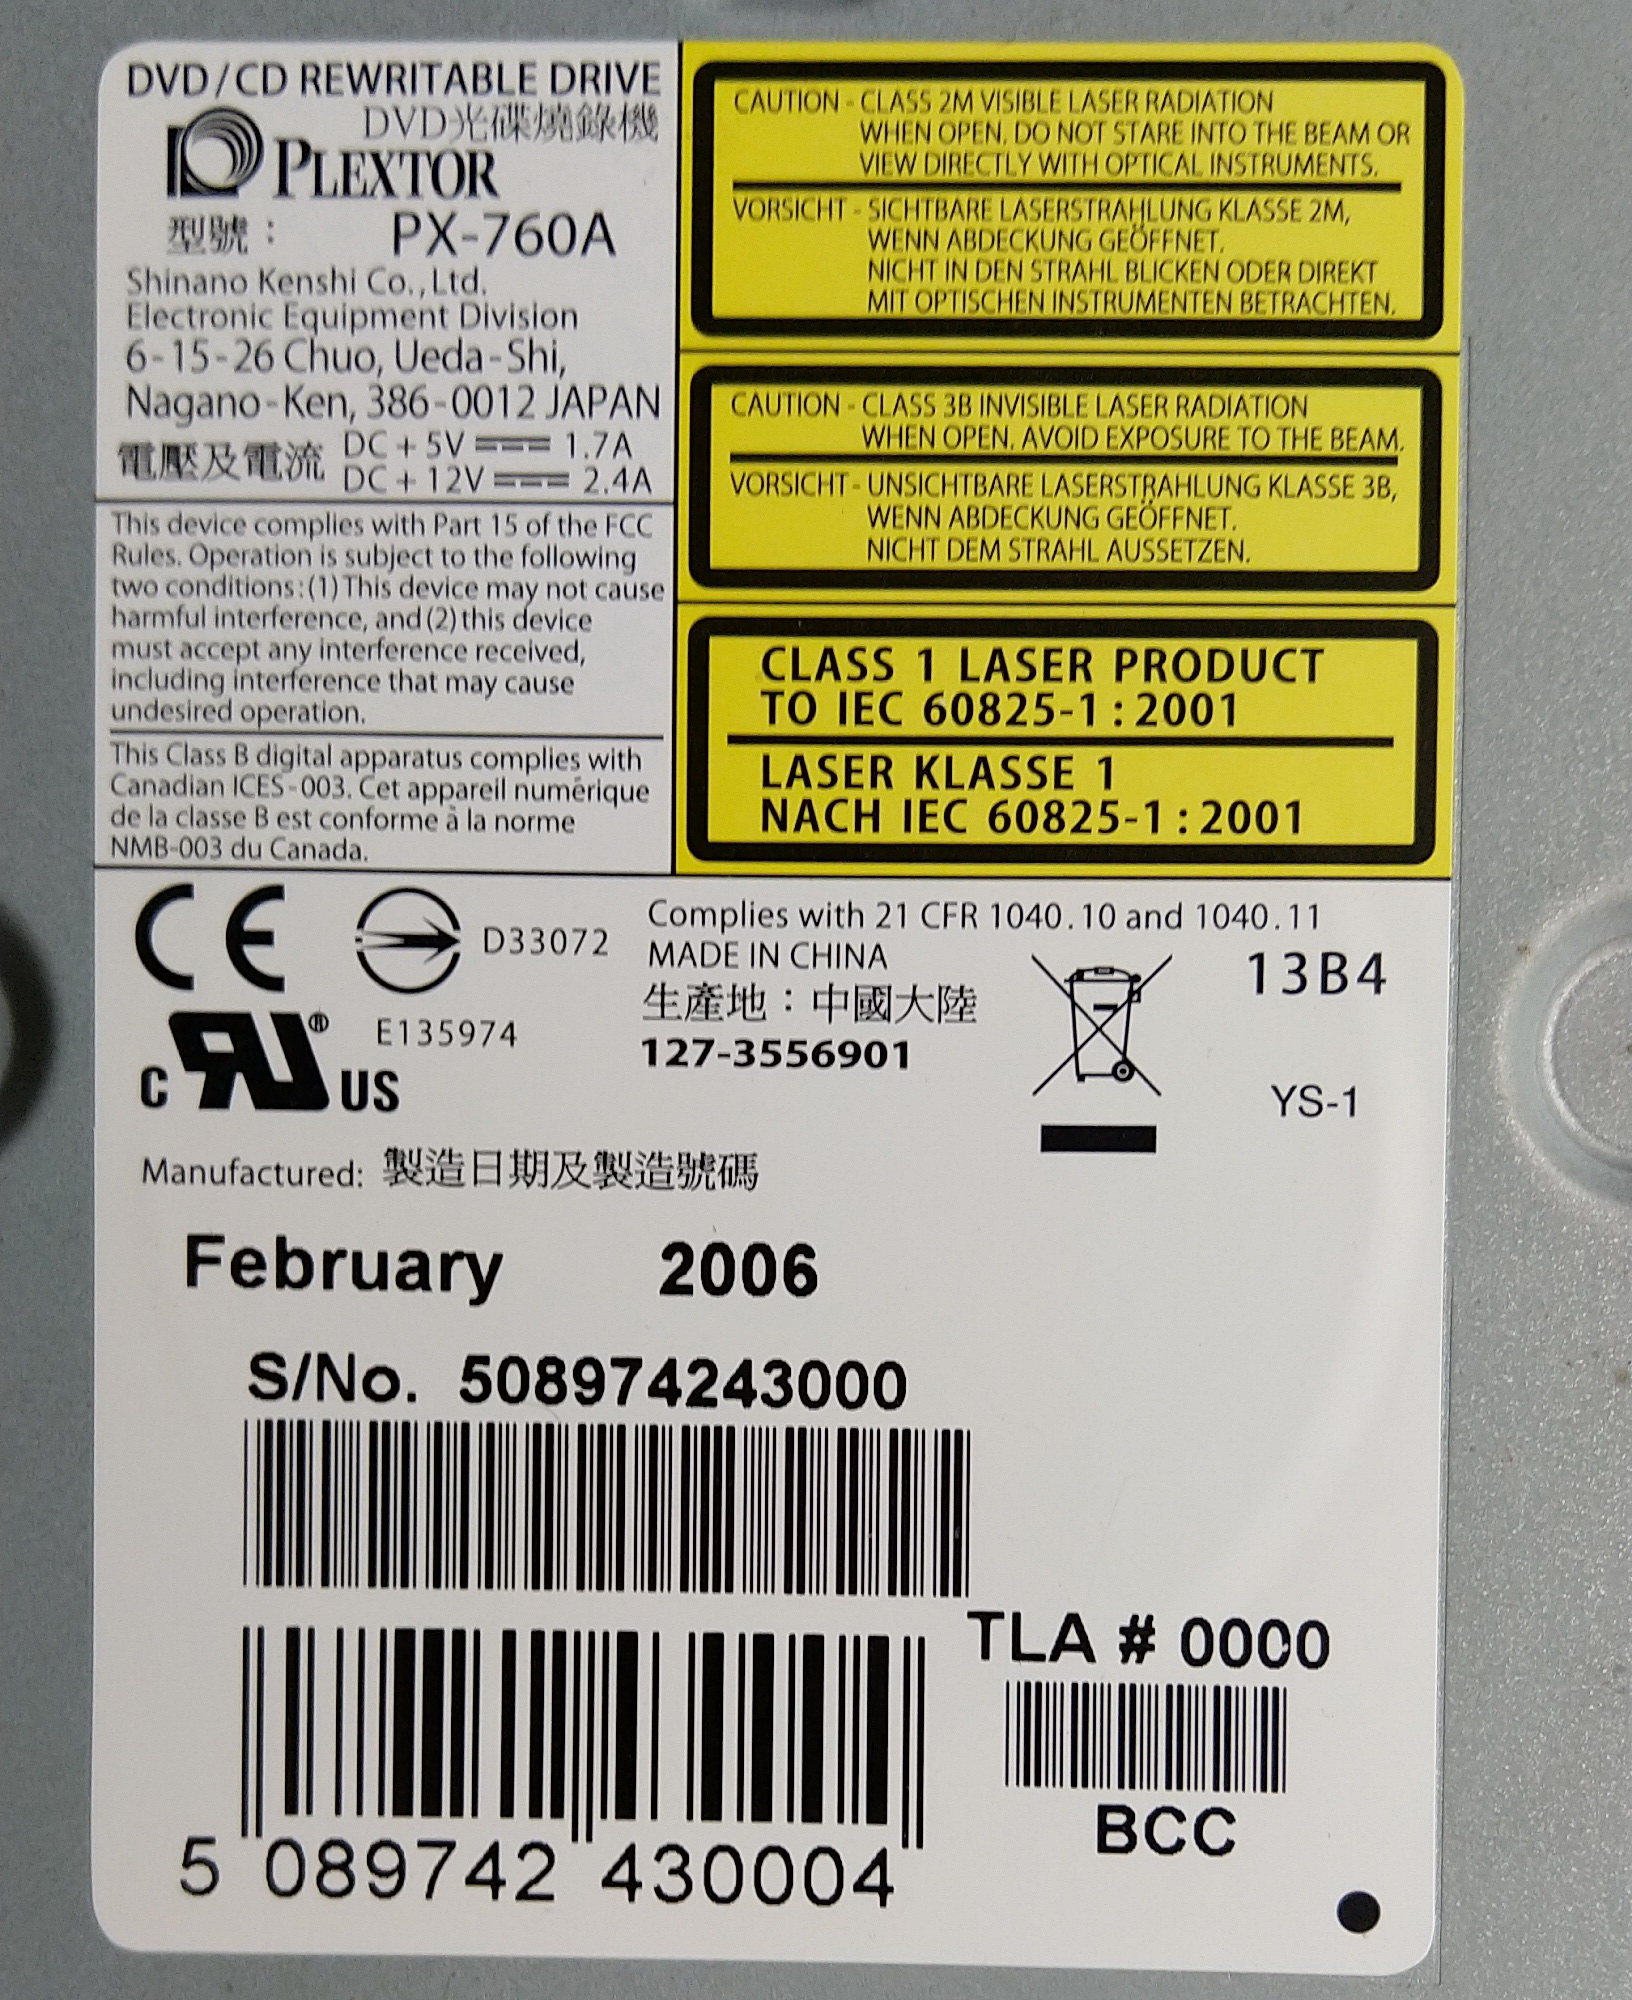 DVD/CD REWRITABLE DRIVE
DVD光碟燒錄機
PLEXTOR
型號： PX-760A
Shinano Kenshi Co., Ltd.
Electronic Equipment Division
6-15-26 Chuo, Ueda-Shi,
Nagano-Ken, 386-0012 JAPAN
電壓及電流 DC + 5V 1.7A
DC + 12V 2.4A
This device complies with Part 15 of the FCC
Rules. Operation is subject to the following
two conditions: (1) This device may not cause
harmful interference, and (2) this device
must accept any interference received,
including interference that may cause
undesired operation.
This Class B digital apparatus complies with
Canadian ICES-003. Cet appareil numérique
de la classe B est conforme à la norme
NMB-003 du Canada.
CAUTION - CLASS 2M VISIBLE LASER RADIATION
WHEN OPEN. DO NOT STARE INTO THE BEAM OR
VIEW DIRECTLY WITH OPTICAL INSTRUMENTS.
VORSICHT - SICHTBARE LASERSTRAHLUNG KLASSE 2M,
WENN ABDECKUNG GEÖFFNET.
NICHT IN DEN STRAHL BLICKEN ODER DIREKT
MIT OPTISCHEN INSTRUMENTEN BETRACHTEN.
CAUTION - CLASS 3B INVISIBLE LASER RADIATION
WHEN OPEN. AVOID EXPOSURE TO THE BEAM.
VORSICHT - UNSICHTBARE LASERSTRAHLUNG KLASSE 3B,
WENN ABDECKUNG GEÖFFNET.
NICHT DEM STRAHL AUSSETZEN.
CLASS 1 LASER PRODUCT
TO IEC 60825-1 : 2001
LASER KLASSE 1
NACH IEC 60825-1 : 2001
CE D33072
c RU® US E135974
Complies with 21 CFR 1040.10 and 1040.11
MADE IN CHINA
生產地：中國大陸
127-3556901
13B4
YS-1
Manufactured: 製造日期及製造號碼
February 2006
S/No. 508974243000
TLA # 0000
BCC
5 089742 430004